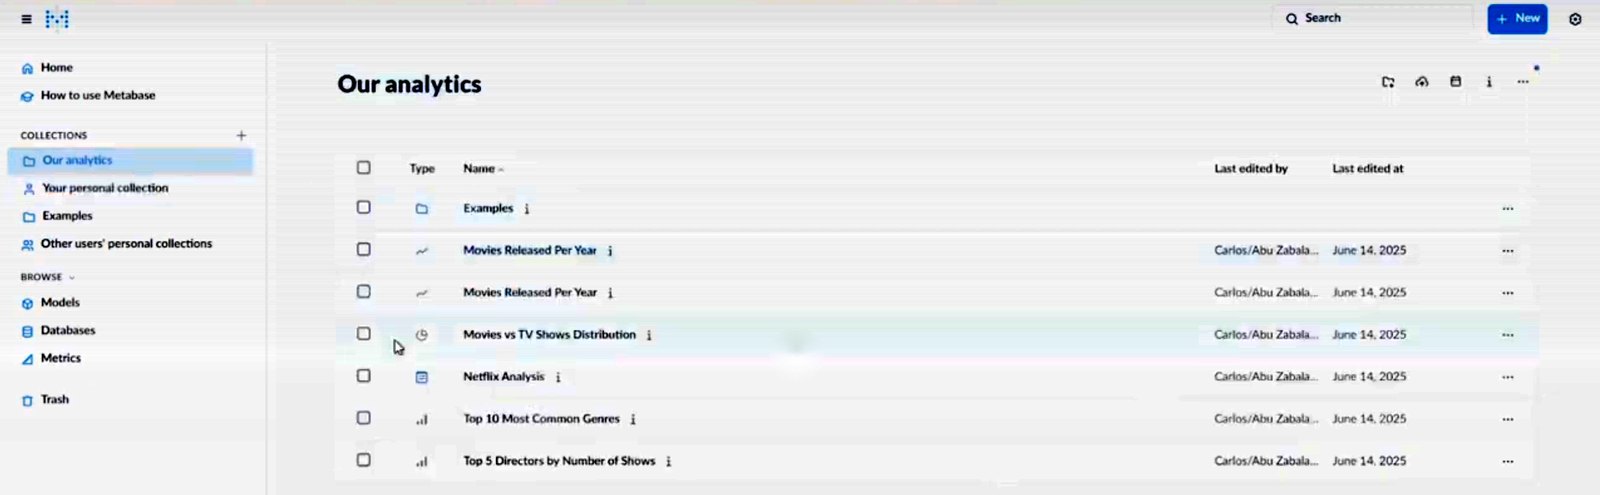 Search
+ New
Home
How to use Metabase
COLLECTIONS
Our analytics
Your personal collection
Examples
Other users' personal collections
BROWSE
Models
Databases
Metrics
Trash
Our analytics
Type Name Last edited by Last edited at
Examples
Movies Released Per Year Carlos/Abu Zabala... June 14, 2025
Movies Released Per Year Carlos/Abu Zabala... June 14, 2025
Movies vs TV Shows Distribution Carlos/Abu Zabala... June 14, 2025
Netflix Analysis Carlos/Abu Zabala... June 14, 2025
Top 10 Most Common Genres Carlos/Abu Zabala... June 14, 2025
Top 5 Directors by Number of Shows Carlos/Abu Zabala... June 14, 2025